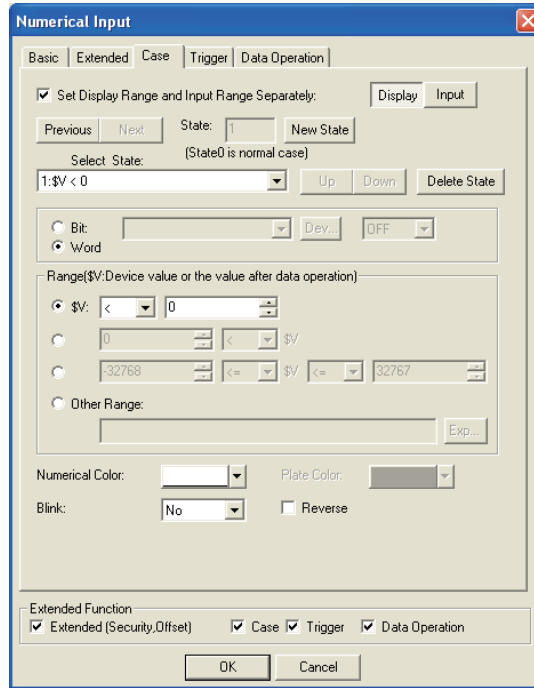 Numerical Input
Basic Extended Case Trigger Data Operation
Set Display Range and Input Range Separately: Display Input
Previous Next State: 1 New State
(State0 is normal case)
Select State:
1:$V < 0 Up Down Delete State
Bit: Dev... OFF
Word
Range($V:Device value or the value after data operation)
$V: < 0
0 < $V
-32768 <= $V <= 32767
Other Range:
Exp...
Numerical Color: Plate Color:
Blink: No Reverse
Extended Function
Extended (Security,Offset) Case Trigger Data Operation
OK Cancel